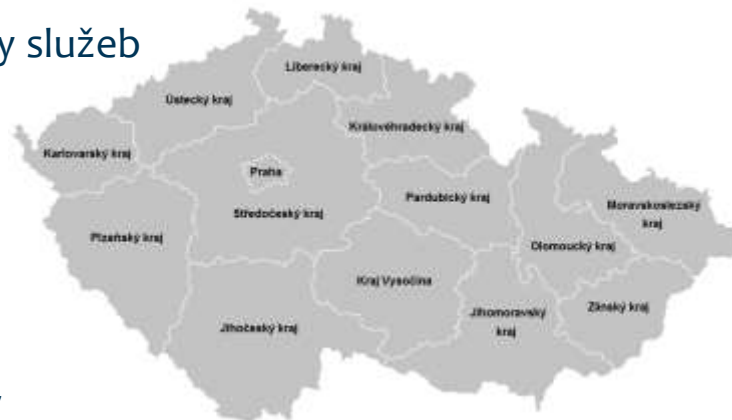 y služeb
Liberecký kraj
Ústecký kraj
Královéhradecký kraj
Karlovarský kraj
Praha
Pardubický kraj
Moravskoslezský
kraj
Středočeský kraj
Plzeňský kraj
Olomoucký kraj
Kraj Vysočina
Zlínský kraj
Jihomoravský
kraj
Jihočeský kraj